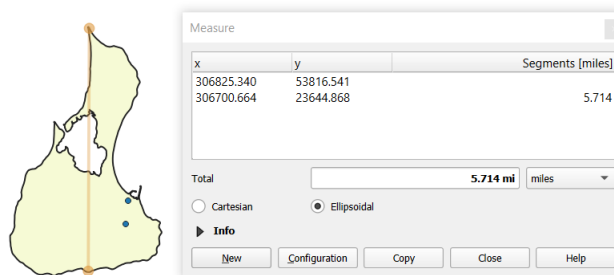 Measure
x y Segments [miles]
306825.340 53816.541
306700.664 23644.868 5.714
Total 5.714 mi miles
Cartesian Ellipsoidal
Info
New Configuration Copy Close Help